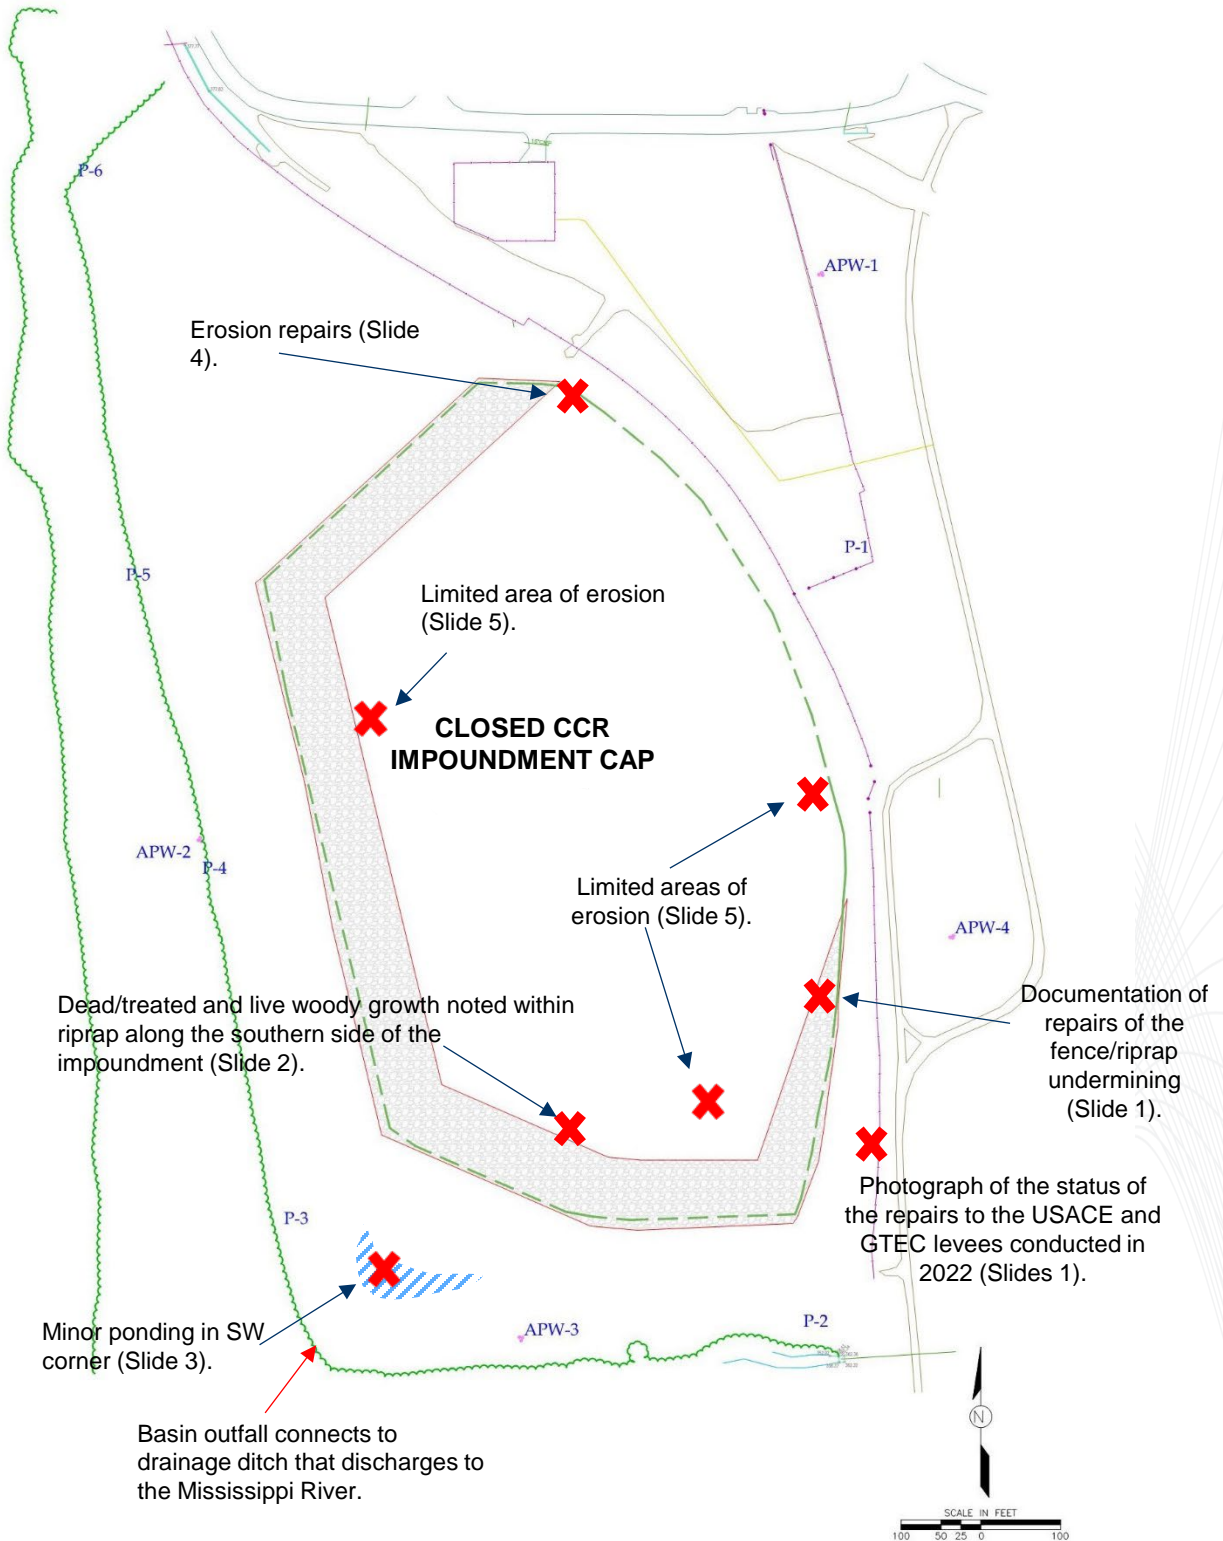 P-6
APW-1
Erosion repairs (Slide
4).
P-1
P-5
Limited area of erosion
(Slide 5).
CLOSED CCR
IMPOUNDMENT CAP
APW-2
P-4
Limited areas of
erosion (Slide 5).
APW-4
Dead/treated and live woody growth noted within
riprap along the southern side of the
impoundment (Slide 2).
Documentation of
repairs of the
fence/riprap
undermining
(Slide 1).
Photograph of the status of
the repairs to the USACE and
GTEC levees conducted in
2022 (Slides 1).
P-3
Minor ponding in SW
corner (Slide 3).
APW-3
P-2
Basin outfall connects to
drainage ditch that discharges to
the Mississippi River.
N
SCALE IN FEET
100 50 25 0 100